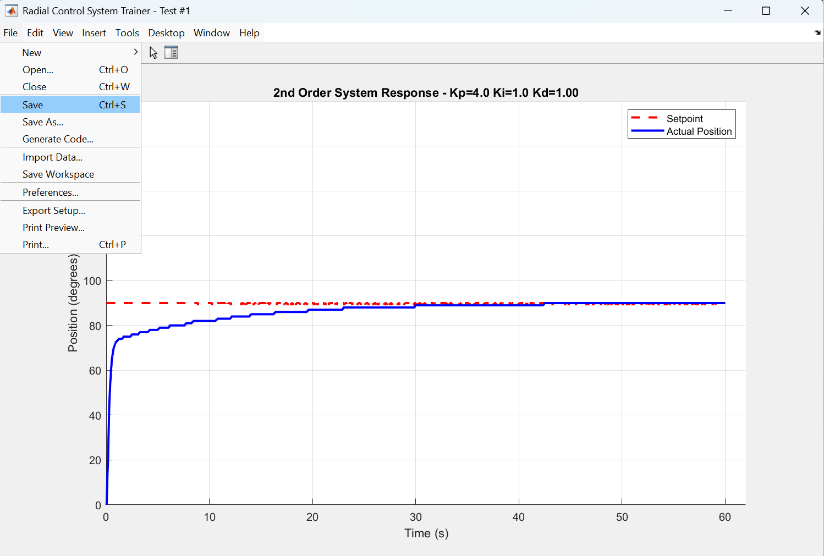 Radial Control System Trainer - Test #1
File Edit View Insert Tools Desktop Window Help
New
Open... Ctrl+O
Close Ctrl+W
Save Ctrl+S
Save As...
Generate Code...
Import Data...
Save Workspace
Preferences...
Export Setup...
Print Preview...
Print... Ctrl+P
2nd Order System Response - Kp=4.0 Ki=1.0 Kd=1.00
Setpoint
Actual Position
Position (degrees)
100
80
60
40
20
0
0 10 20 30 40 50 60
Time (s)